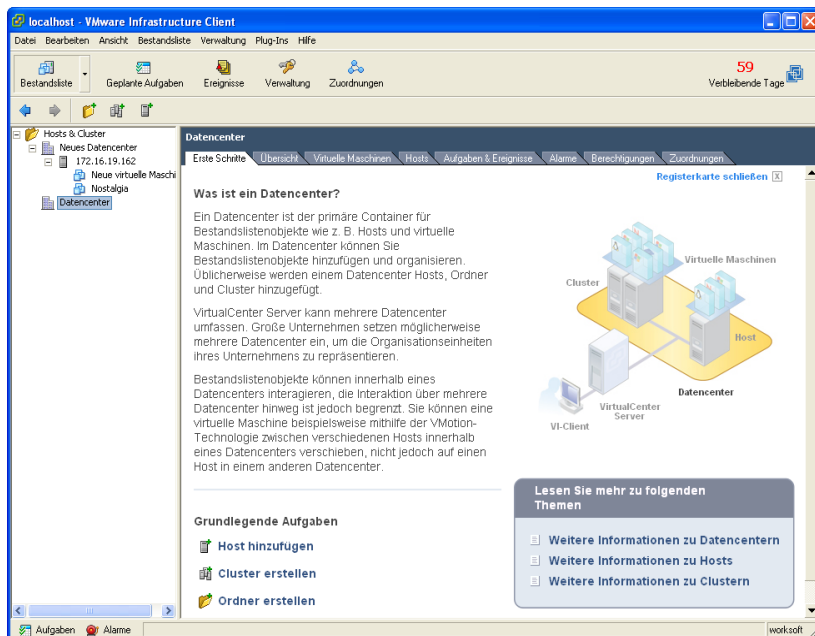 localhost - VMware Infrastructure Client
Datei Bearbeiten Ansicht Bestandsliste Verwaltung Plug-Ins Hilfe
Bestandsliste Geplante Aufgaben Ereignisse Verwaltung Zuordnungen
59
Verbleibende Tage
Hosts & Cluster
Neues Datencenter
172.16.19.162
Neue virtuelle Maschi
Nostalgia
Datencenter
Datencenter
Erste Schritte Übersicht Virtuelle Maschinen Hosts Aufgaben & Ereignisse Alarme Berechtigungen Zuordnungen
Registerkarte schließen X
Was ist ein Datencenter?
Ein Datencenter ist der primäre Container für
Bestandslistenobjekte wie z. B. Hosts und virtuelle
Maschinen. Im Datencenter können Sie
Bestandslistenobjekte hinzufügen und organisieren.
Üblicherweise werden einem Datencenter Hosts, Ordner
und Cluster hinzugefügt.
VirtualCenter Server kann mehrere Datencenter
umfassen. Große Unternehmen setzen möglicherweise
mehrere Datencenter ein, um die Organisationseinheiten
ihres Unternehmens zu repräsentieren.
Bestandslistenobjekte können innerhalb eines
Datencenters interagieren, die Interaktion über mehrere
Datencenter hinweg ist jedoch begrenzt. Sie können eine
virtuelle Maschine beispielsweise mithilfe der VMotion-
Technologie zwischen verschiedenen Hosts innerhalb
eines Datencenters verschieben, nicht jedoch auf einen
Host in einem anderen Datencenter.
Virtuelle Maschinen
Cluster
Host
Datencenter
VirtualCenter
Server
VI-Client
Grundlegende Aufgaben
Host hinzufügen
Cluster erstellen
Ordner erstellen
Lesen Sie mehr zu folgenden
Themen
Weitere Informationen zu Datencentern
Weitere Informationen zu Hosts
Weitere Informationen zu Clustern
Aufgaben Alarme
worksoft